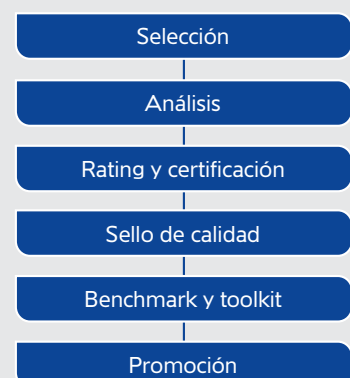 Selección
Análisis
Rating y certificación
Sello de calidad
Benchmark y toolkit
Promoción